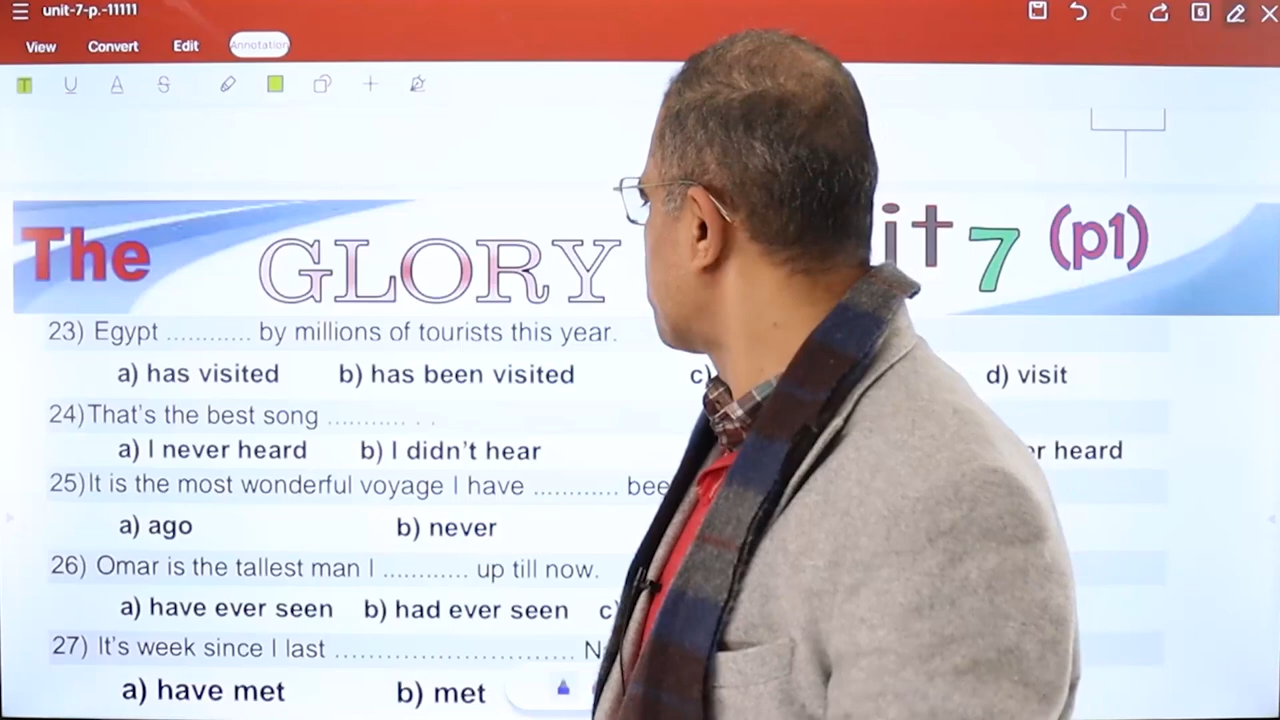 unit-7-p.-11111
View Convert Edit Annotation
The GLORY it 7 (p1)
23) Egypt ............ by millions of tourists this year.
a) has visited b) has been visited c) d) visit
24) That's the best song ........... . .
a) I never heard b) I didn't hear heard
25) It is the most wonderful voyage I have ............
a) ago b) never
26) Omar is the tallest man I ............ up till now.
a) have ever seen b) had ever seen c)
27) It's week since I last ...........................
a) have met b) met